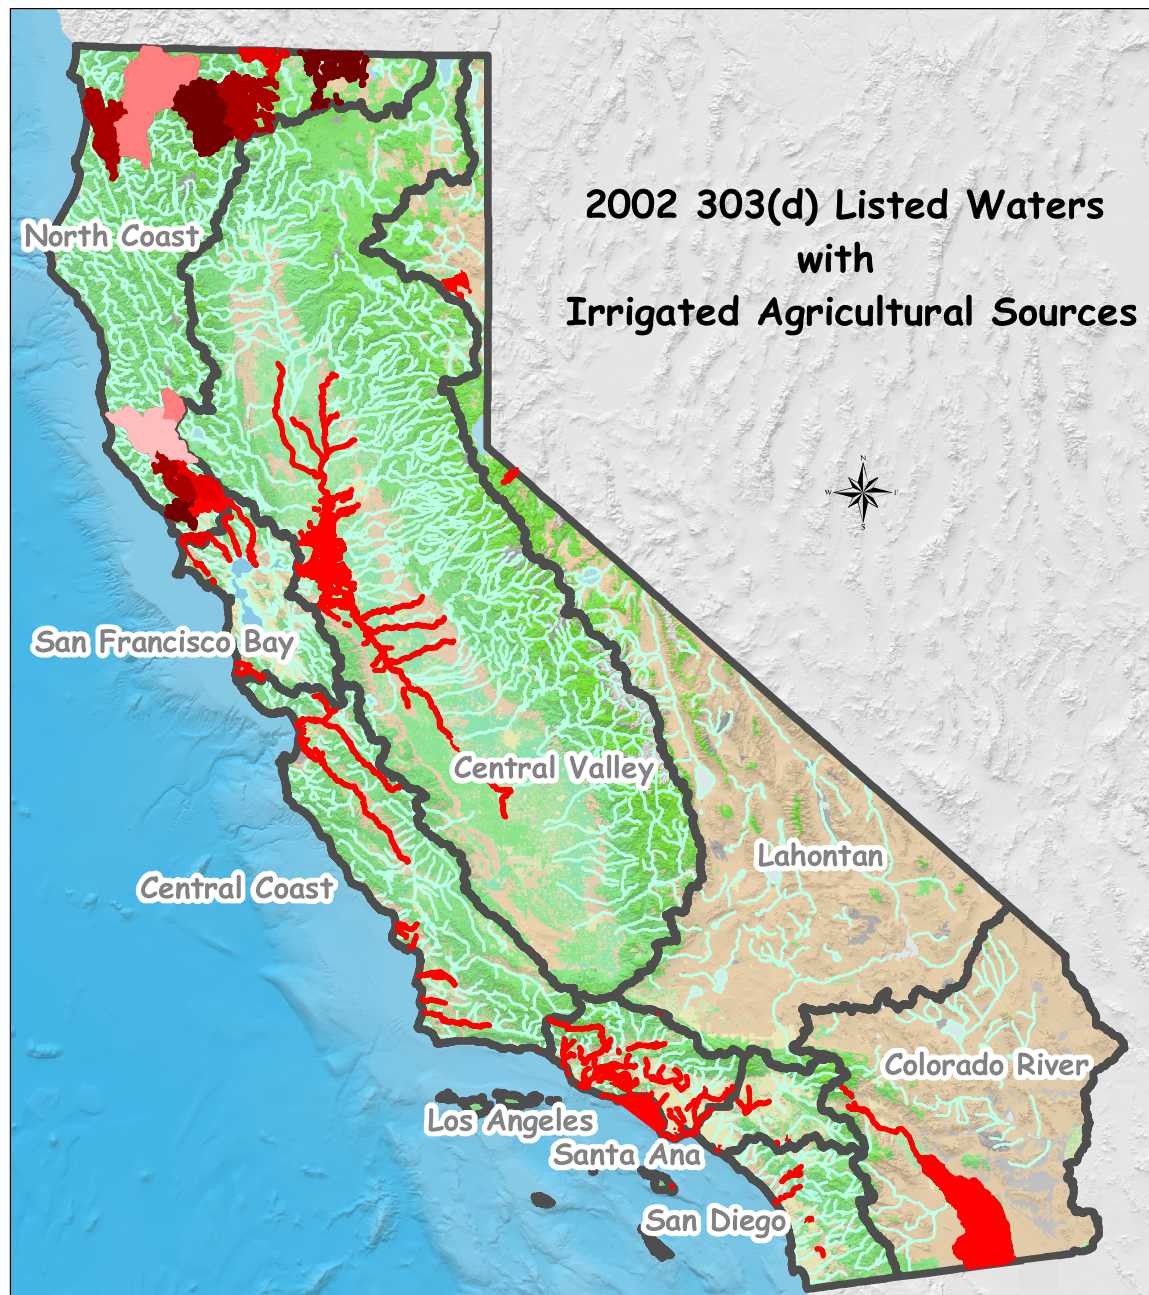 2002 303(d) Listed Waters
with
Irrigated Agricultural Sources
North Coast
N
W
E
S
San Francisco Bay
Central Valley
Lahontan
Central Coast
Colorado River
Los Angeles
Santa Ana
San Diego